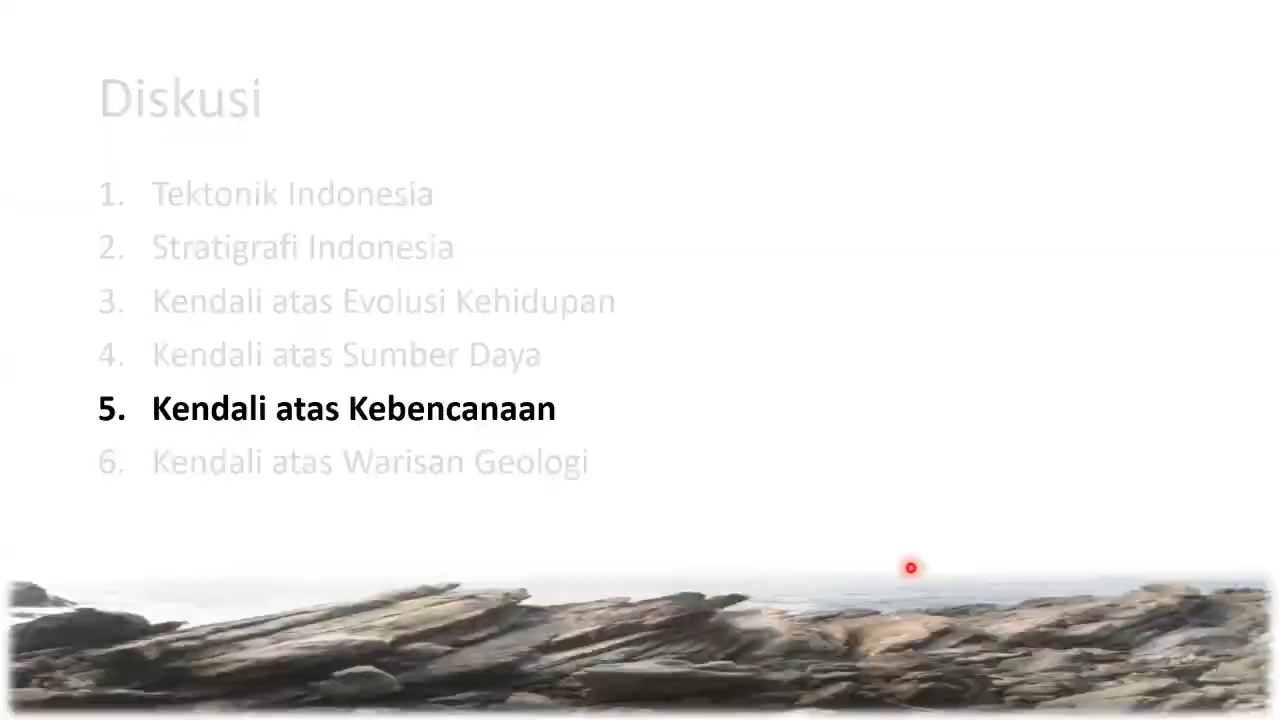 Diskusi
1. Tektonik Indonesia
2. Stratigrafi Indonesia
3. Kendali atas Evolusi Kehidupan
4. Kendali atas Sumber Daya
5. Kendali atas Kebencanaan
6. Kendali atas Warisan Geologi